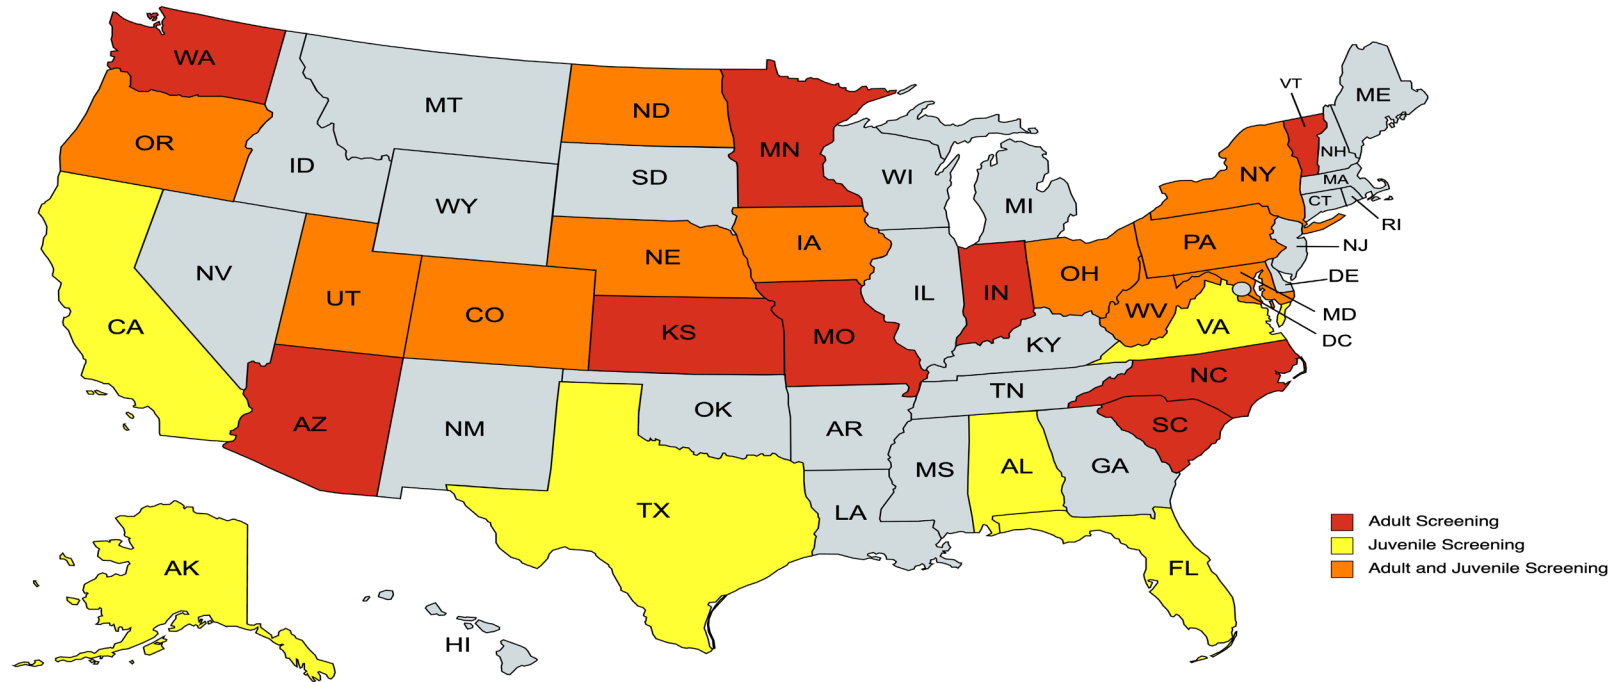 WA
MT
ND
MN
OR
ID
SD
WI
MI
WY
VT
ME
NH
NY
MA
CT
RI
NV
UT
CO
NE
IA
IL
IN
OH
PA
NJ
DE
MD
DC
CA
KS
MO
KY
WV
VA
AZ
NM
OK
AR
TN
NC
SC
TX
LA
MS
AL
GA
FL
AK
HI
Adult Screening
Juvenile Screening
Adult and Juvenile Screening